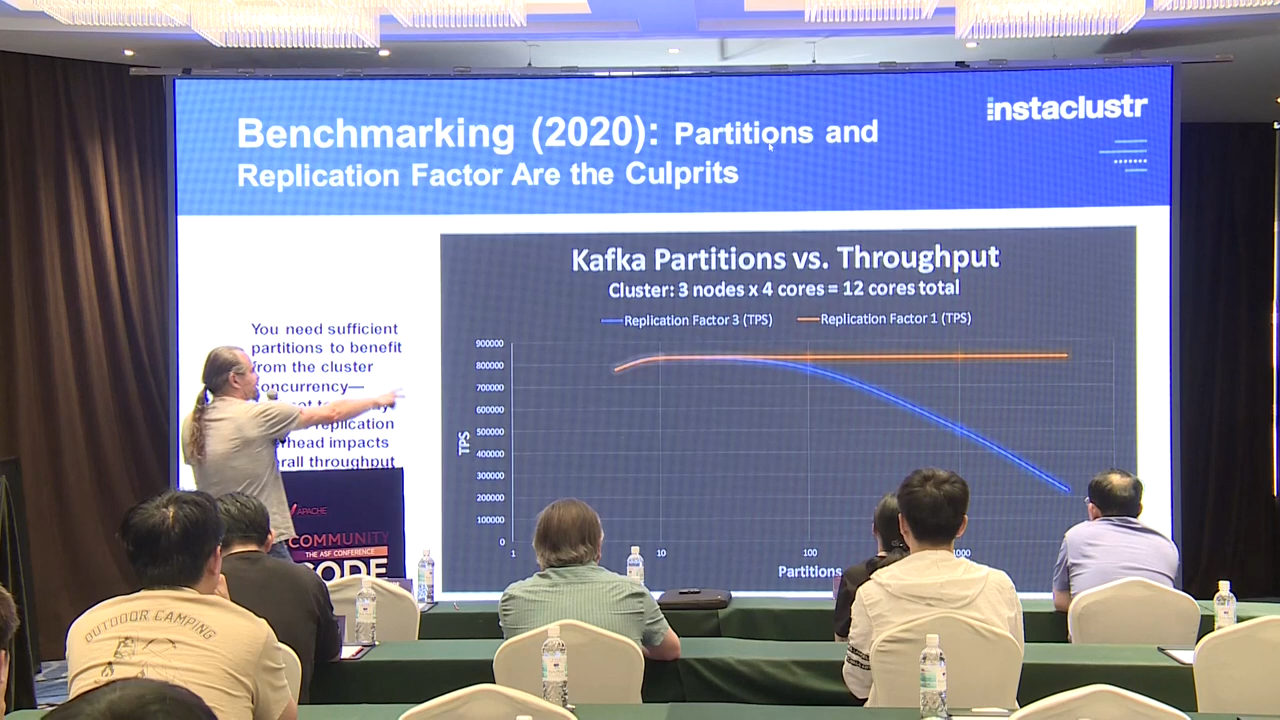 instaclustr
Benchmarking (2020): Partitions and
Replication Factor Are the Culprits
You need sufficient
partitions to benefit
from the cluster
concurrency—
replication
overhead impacts
overall throughput
Kafka Partitions vs. Throughput
Cluster: 3 nodes x 4 cores = 12 cores total
Replication Factor 3 (TPS)
Replication Factor 1 (TPS)
TPS
900000
800000
700000
600000
500000
400000
300000
200000
100000
0
1
10
100
1000
Partitions
APACHE
COMMUNITY
THE ASF CONFERENCE
CODE
OUTDOOR CAMPING